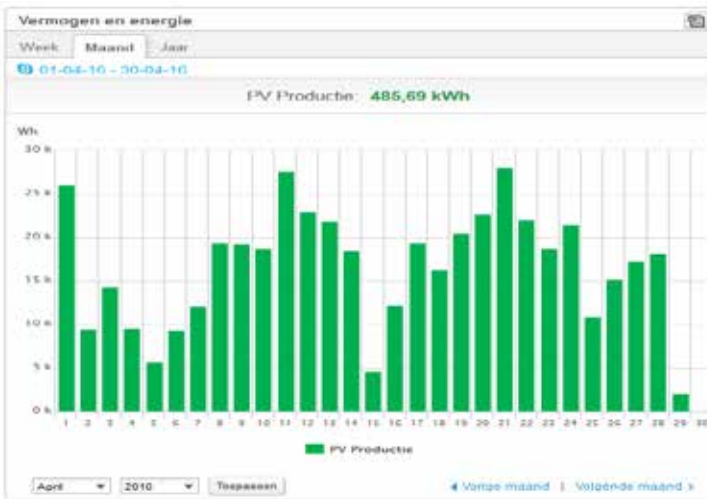 Vermogen en energie
Week Maand Jaar
01-04-16 - 30-04-16
PV Productie: 485,69 kWh
Wh
30 k
25 k
20 k
15 k
10 k
5 k
0 k
1 2 3 4 5 6 7 8 9 10 11 12 13 14 15 16 17 18 19 20 21 22 23 24 25 26 27 28 29 30
PV Productie
April 2010 Toepassen Vorige maand | Volgende maand